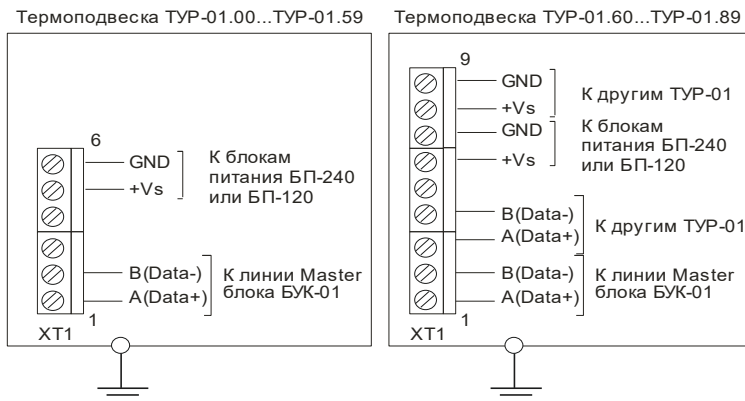 Термоподвеска ТУР-01.00...ТУР-01.59
6
GND
+Vs
К блокам
питания БП-240
или БП-120
B(Data-)
A(Data+)
К линии Master
блока БУК-01
1
XT1
Термоподвеска ТУР-01.60...ТУР-01.89
9
GND
+Vs
К другим ТУР-01
GND
+Vs
К блокам
питания БП-240
или БП-120
B(Data-)
A(Data+)
К другим ТУР-01
B(Data-)
A(Data+)
К линии Master
блока БУК-01
1
XT1